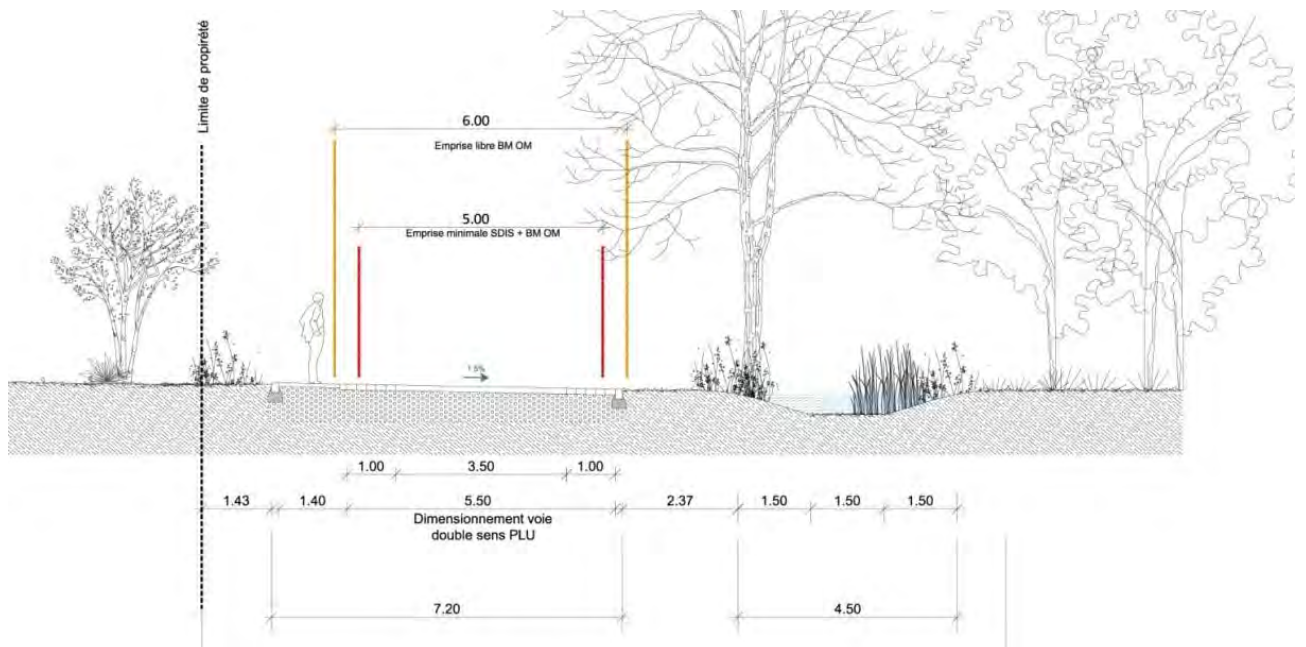 Limite de propirété
6.00
Emprise libre BM OM
5.00
Emprise minimale SDIS + BM OM
1.5%
1.00 3.50 1.00
1.43 1.40 5.50 2.37 1.50 1.50 1.50
Dimensionnement voie
double sens PLU
7.20 4.50